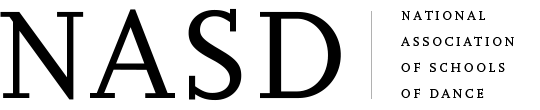 NASD
NATIONAL
ASSOCIATION
OF SCHOOLS
OF DANCE